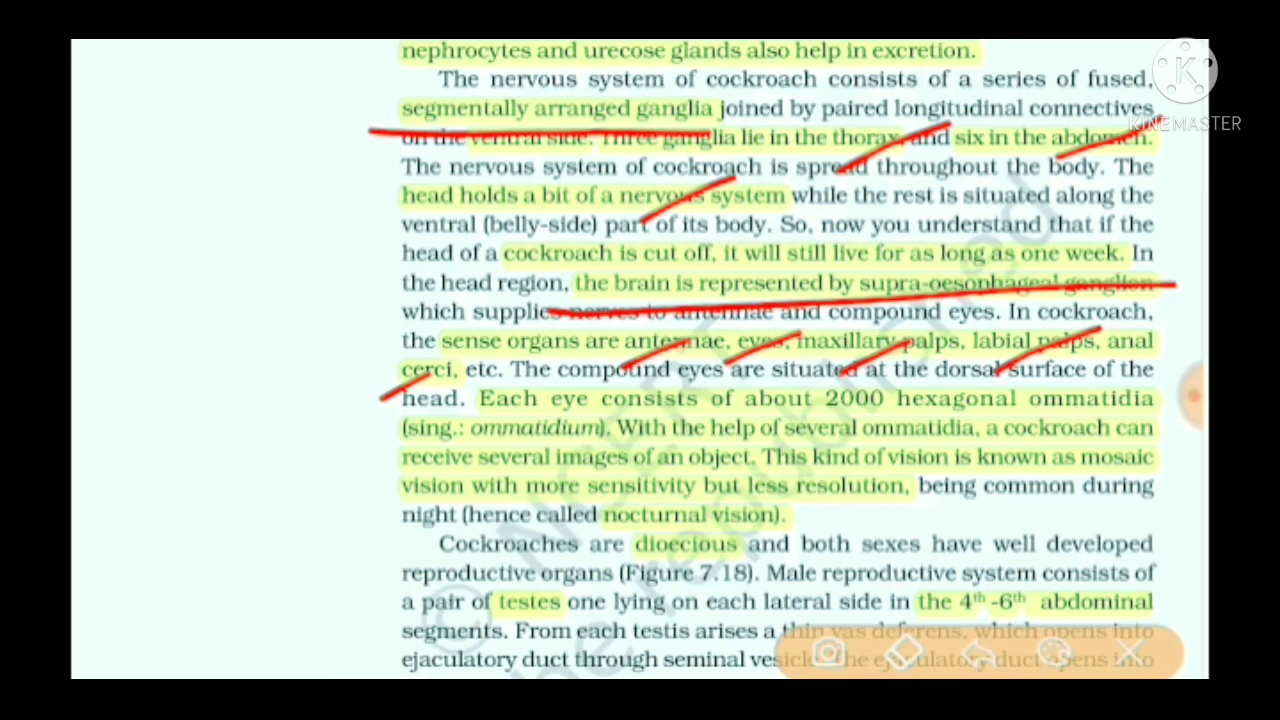 nephrocytes and urecose glands also help in excretion.
The nervous system of cockroach consists of a series of fused,
segmentally arranged ganglia joined by paired longitudinal connectives
on the ventral side. Three ganglia lie in the thorax, and six in the abdomen.
The nervous system of cockroach is spread throughout the body. The
head holds a bit of a nervous system while the rest is situated along the
ventral (belly-side) part of its body. So, now you understand that if the
head of a cockroach is cut off, it will still live for as long as one week. In
the head region, the brain is represented by supra-oesophageal ganglion
which supplies nerves to antennae and compound eyes. In cockroach,
the sense organs are antennae, eyes, maxillary palps, labial palps, anal
cerci, etc. The compound eyes are situated at the dorsal surface of the
head. Each eye consists of about 2000 hexagonal ommatidia
(sing.: ommatidium). With the help of several ommatidia, a cockroach can
receive several images of an object. This kind of vision is known as mosaic
vision with more sensitivity but less resolution, being common during
night (hence called nocturnal vision).
Cockroaches are dioecious and both sexes have well developed
reproductive organs (Figure 7.18). Male reproductive system consists of
a pair of testes one lying on each lateral side in the 4th -6th abdominal
segments. From each testis arises a thin vas deferens, which opens into
ejaculatory duct through seminal vesicle. The ejaculatory duct opens into
K
KINEMASTER
© NCERT
be republished